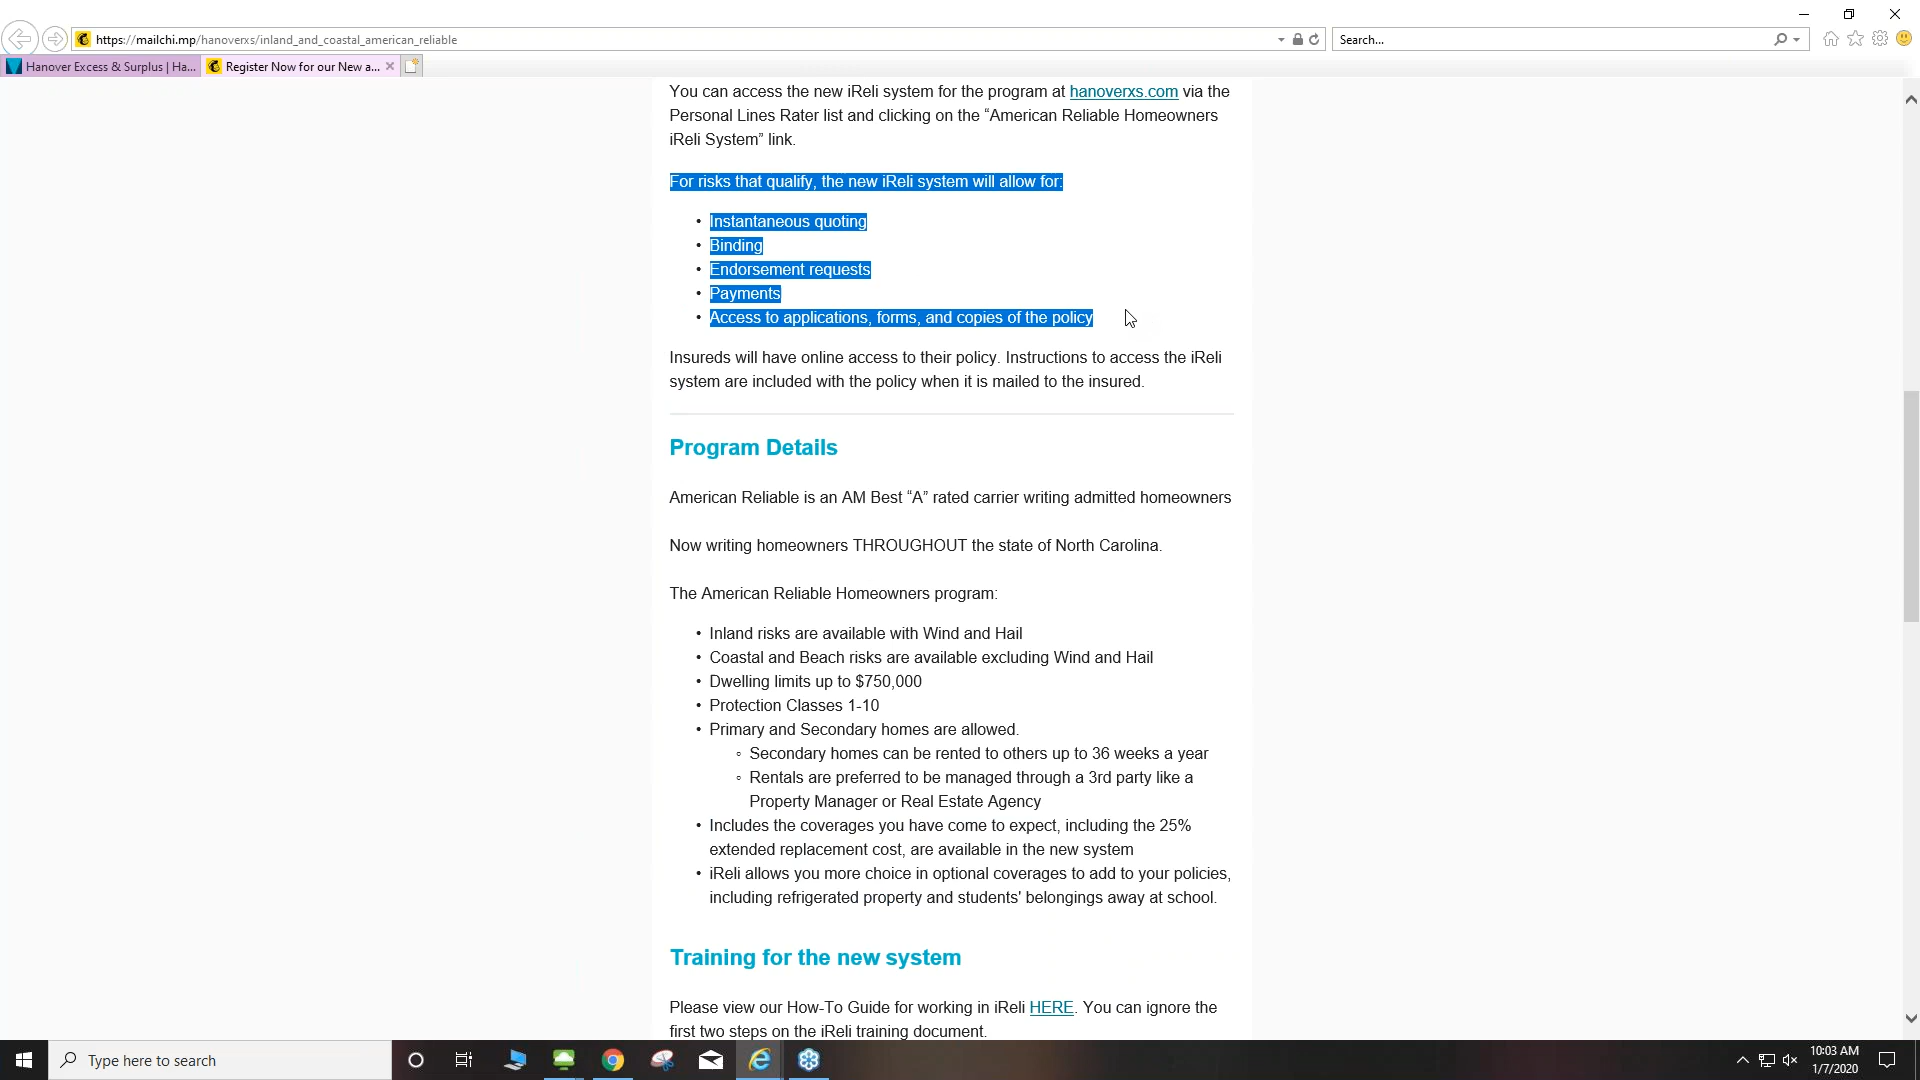 https://mailchi.mp/hanoverxs/inland_and_coastal_american_reliable
Search...
Hanover Excess & Surplus | Ha...
Register Now for our New a...
You can access the new iReli system for the program at hanoverxs.com via the
Personal Lines Rater list and clicking on the “American Reliable Homeowners
iReli System” link.
For risks that qualify, the new iReli system will allow for:
• Instantaneous quoting
• Binding
• Endorsement requests
• Payments
• Access to applications, forms, and copies of the policy
Insureds will have online access to their policy. Instructions to access the iReli
system are included with the policy when it is mailed to the insured.
Program Details
American Reliable is an AM Best “A” rated carrier writing admitted homeowners
Now writing homeowners THROUGHOUT the state of North Carolina.
The American Reliable Homeowners program:
• Inland risks are available with Wind and Hail
• Coastal and Beach risks are available excluding Wind and Hail
• Dwelling limits up to $750,000
• Protection Classes 1-10
• Primary and Secondary homes are allowed.
◦ Secondary homes can be rented to others up to 36 weeks a year
◦ Rentals are preferred to be managed through a 3rd party like a
Property Manager or Real Estate Agency
• Includes the coverages you have come to expect, including the 25%
extended replacement cost, are available in the new system
• iReli allows you more choice in optional coverages to add to your policies,
including refrigerated property and students' belongings away at school.
Training for the new system
Please view our How-To Guide for working in iReli HERE. You can ignore the
first two steps on the iReli training document.
Type here to search
10:03 AM
1/7/2020